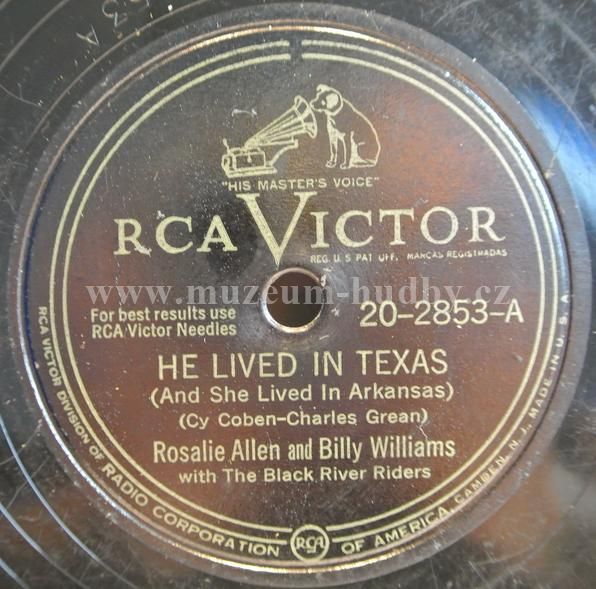 53 A
"HIS MASTER'S VOICE"
RCA VICTOR
REG. U.S. PAT. OFF. MARCAS REGISTRADAS
www.muzeum-hudby.cz
For best results use
RCA Victor Needles
20-2853-A
HE LIVED IN TEXAS
(And She Lived In Arkansas)
(Cy Coben-Charles Grean)
Rosalie Allen and Billy Williams
with The Black River Riders
RCA VICTOR DIVISION OF RADIO CORPORATION OF AMERICA, CAMDEN, N. J. MADE IN U.S.A.
RCA